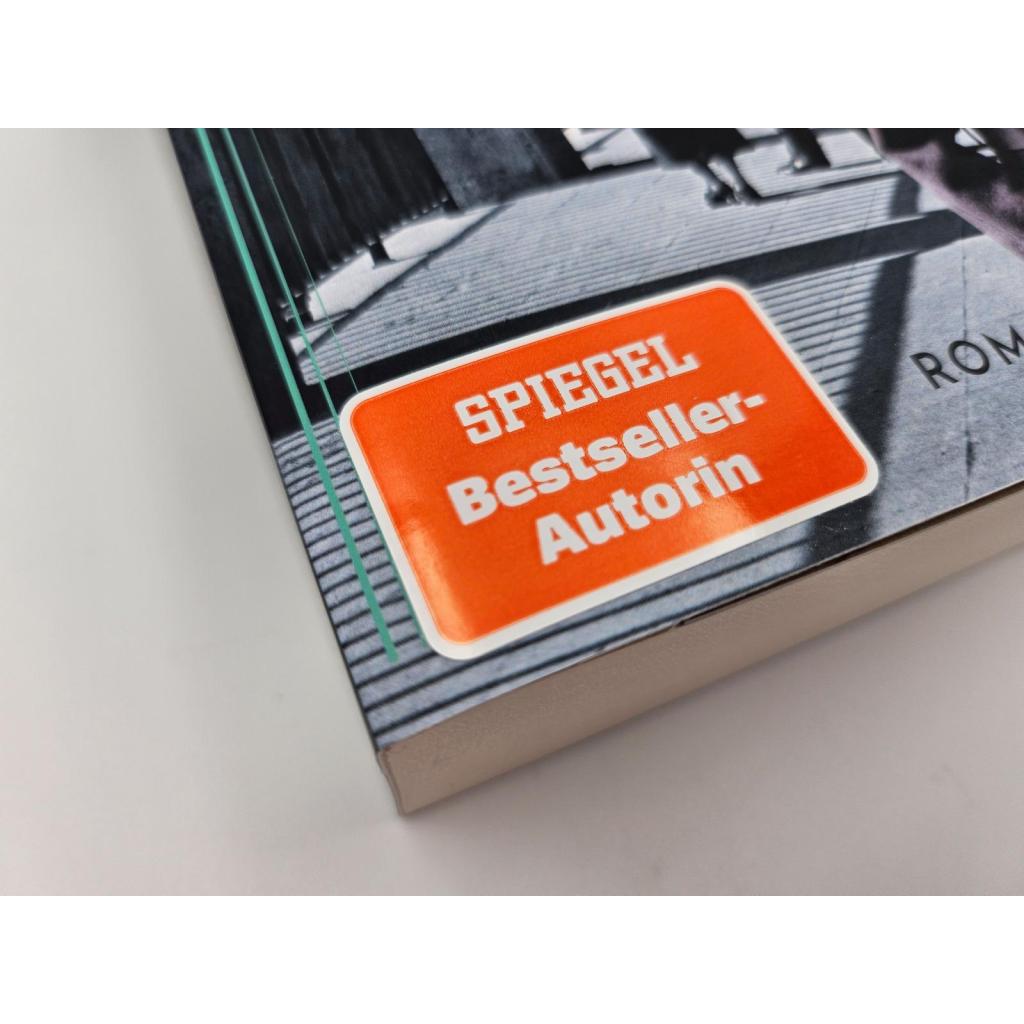 SPIEGEL
Bestseller-
Autorin
ROM